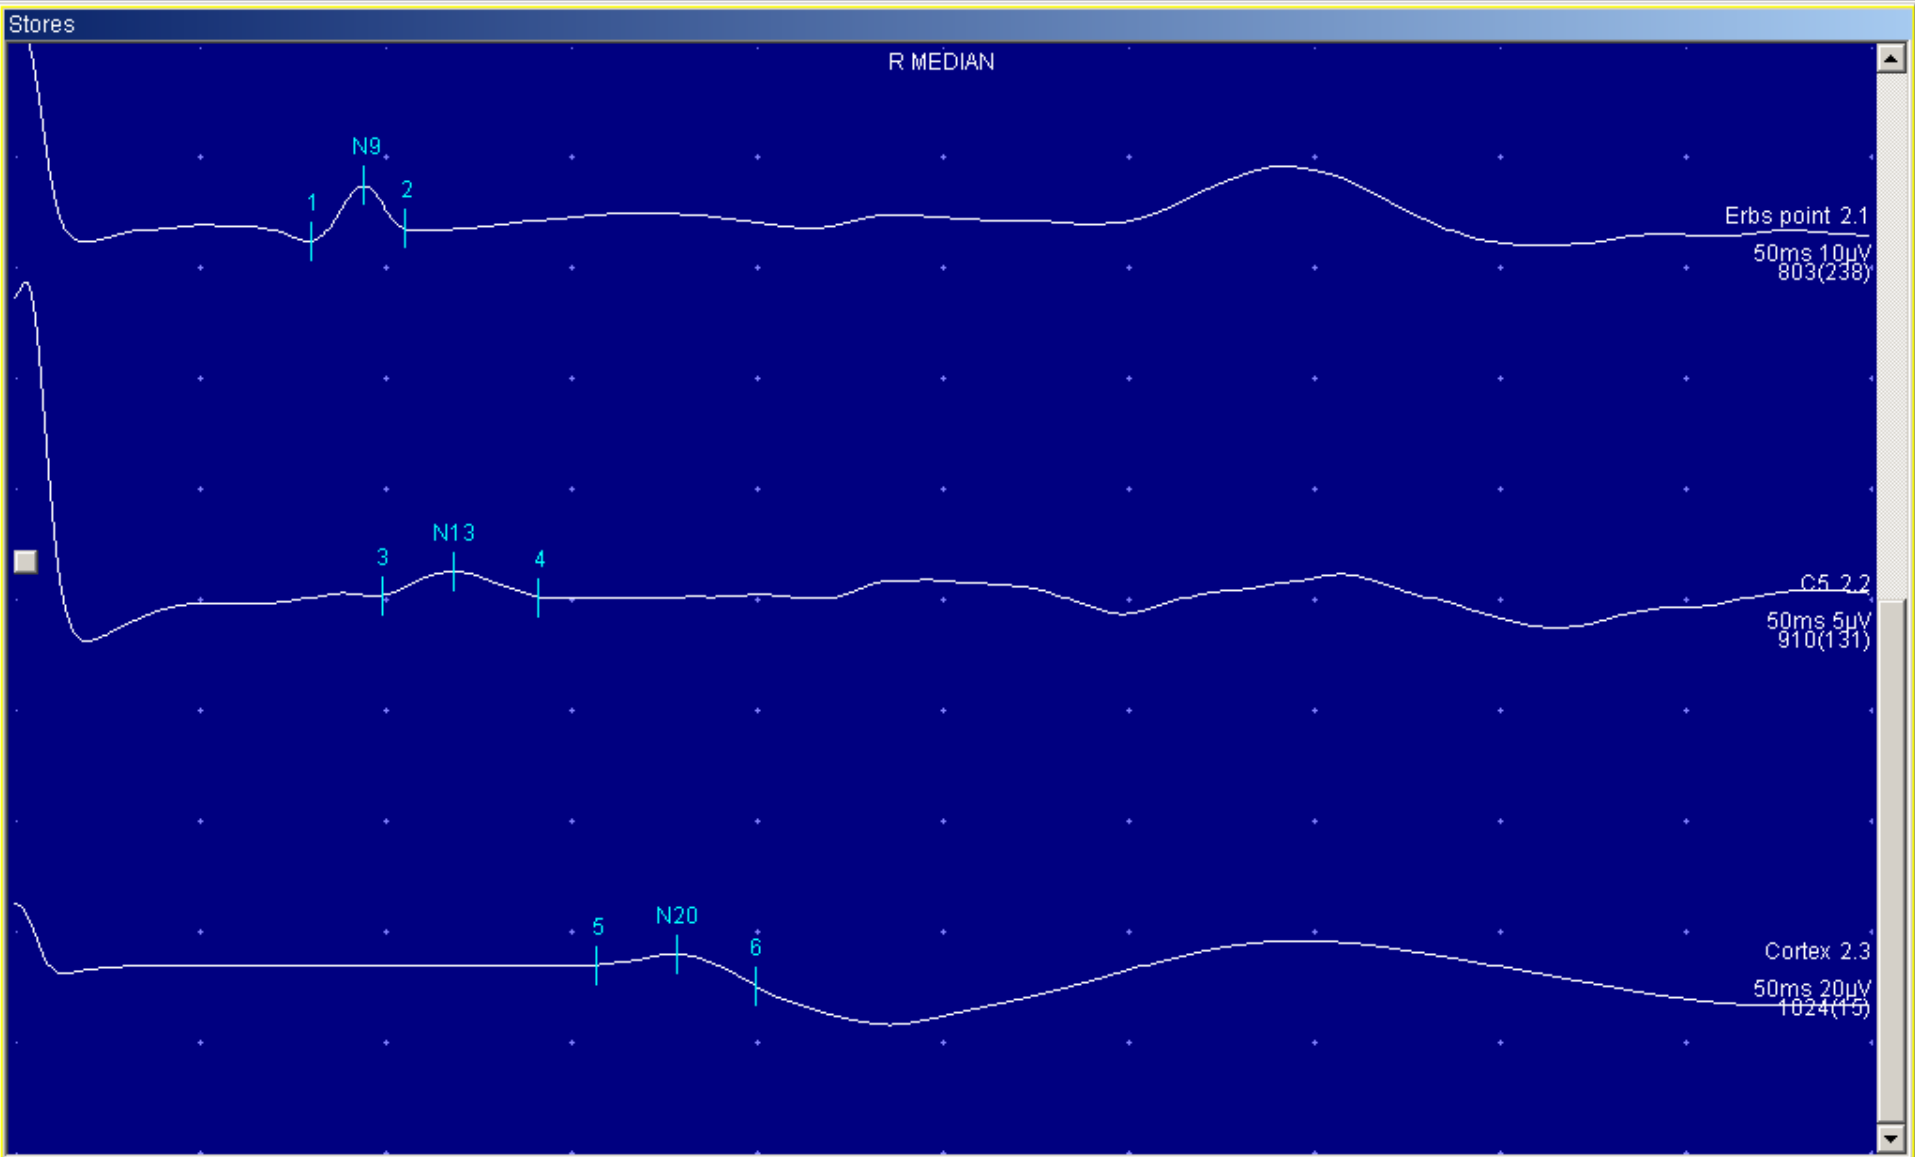 Stores
R MEDIAN
N9
1
2
Erbs point 2.1
50ms 10µV
803(238)
N13
3
4
C5 2.2
50ms 5µV
910(131)
N20
5
6
Cortex 2.3
50ms 20µV
1024(15)